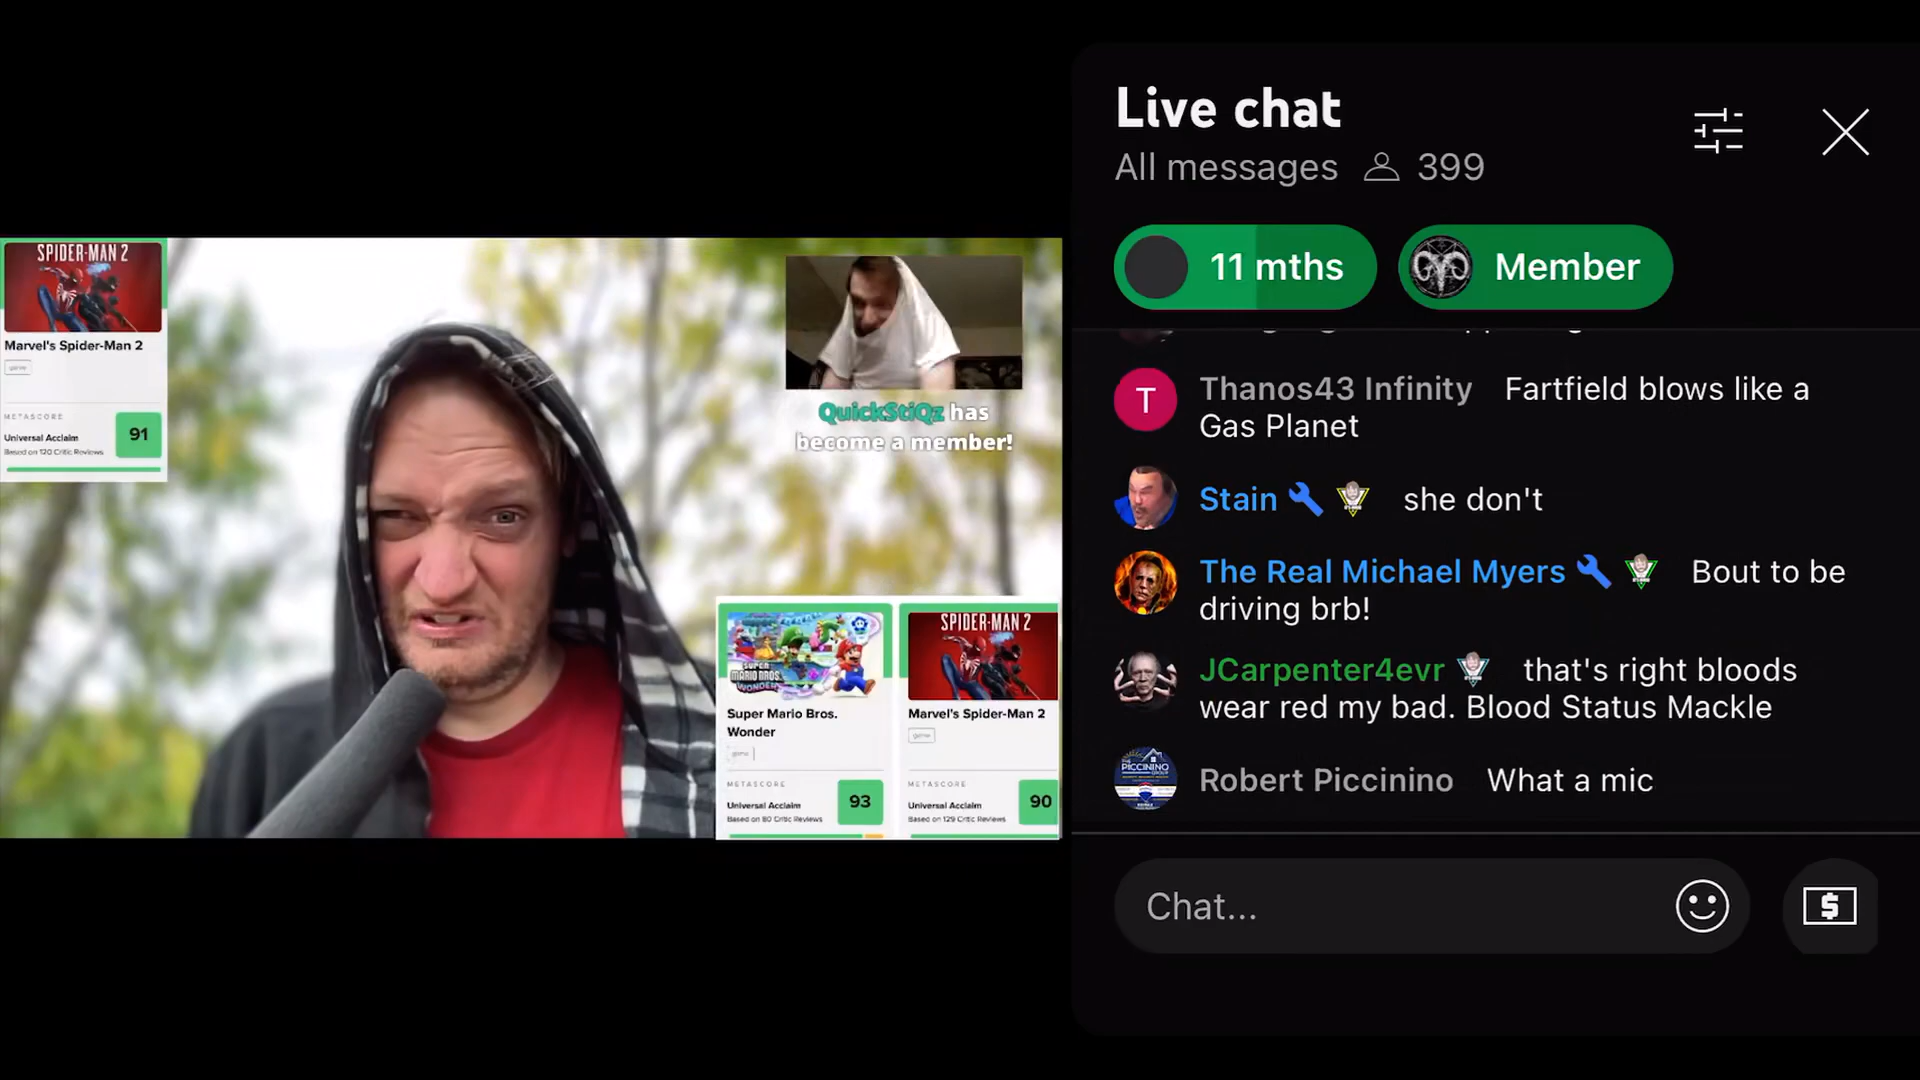 SPIDER-MAN 2
Marvel's Spider-Man 2
game
METASCORE
Universal Acclaim
Based on 120 Critic Reviews
91
QuickStiQz has
become a member!
SUPER
MARIO BROS.
WONDER
Super Mario Bros.
Wonder
game
METASCORE
Universal Acclaim
Based on 80 Critic Reviews
93
SPIDER-MAN 2
Marvel's Spider-Man 2
game
METASCORE
Universal Acclaim
Based on 129 Critic Reviews
90
Live chat
All messages 399
11 mths Member
Thanos43 Infinity Fartfield blows like a
Gas Planet
Stain she don't
The Real Michael Myers Bout to be
driving brb!
JCarpenter4evr that's right bloods
wear red my bad. Blood Status Mackle
PICCININO
Robert Piccinino What a mic
Chat...
$
T